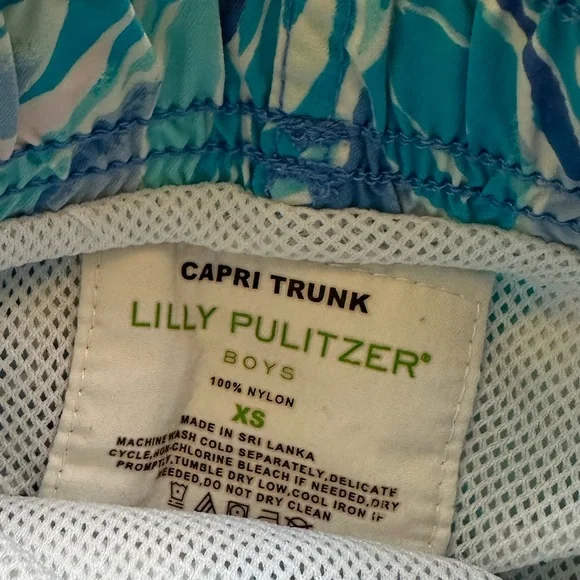 CAPRI TRUNK
LILLY PULITZER®
BOYS
100% NYLON
XS
MADE IN SRI LANKA
MACHINE WASH COLD SEPARATELY,DELICATE
CYCLE,NON-CHLORINE BLEACH IF NEEDED,DRY
PROMPTLY,TUMBLE DRY LOW,COOL IRON IF
NEEDED,DO NOT DRY CLEAN